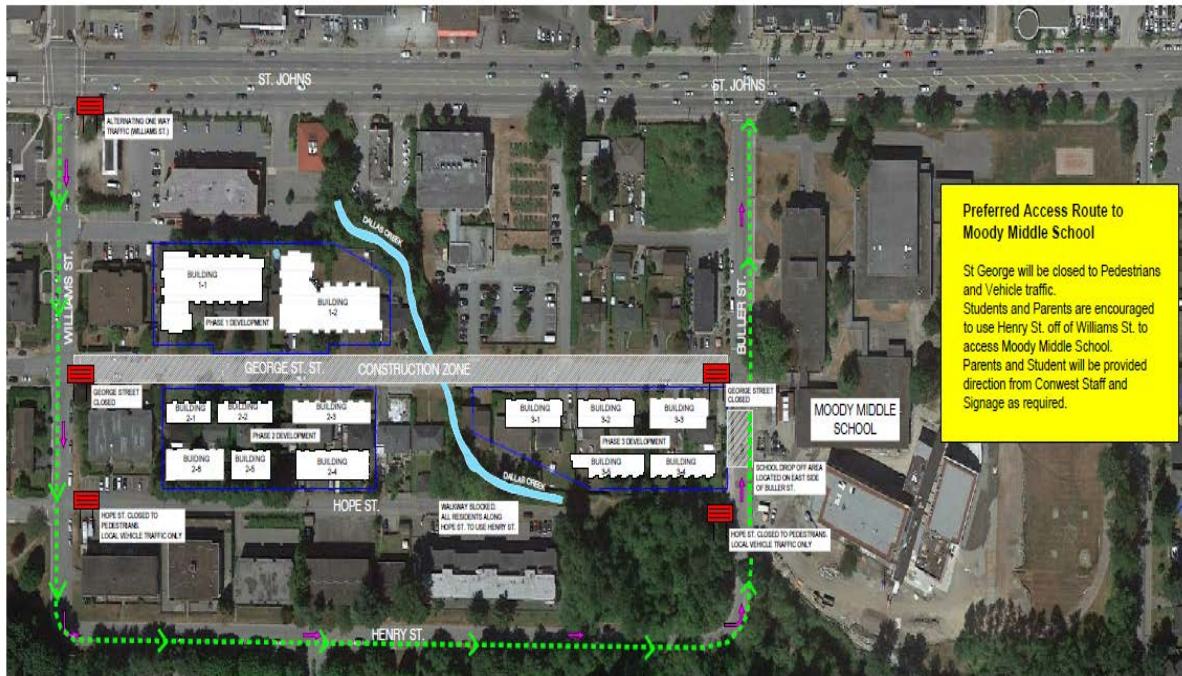 ST. JOHNS
ST. JOHNS
ALTERNATING ONE WAY
TRAFFIC (WILLIAMS ST.)
WILLIAMS ST.
DALLAS CREEK
BULLER ST.
Preferred Access Route to
Moody Middle School
St George will be closed to Pedestrians
and Vehicle traffic.
Students and Parents are encouraged
to use Henry St. off of Williams St. to
access Moody Middle School.
Parents and Student will be provided
direction from Conwest Staff and
Signage as required.
BUILDING
1-1
BUILDING
1-2
PHASE 1 DEVELOPMENT
GEORGE ST. ST.
CONSTRUCTION ZONE
GEORGE STREET
CLOSED
GEORGE STREET
CLOSED
BUILDING
2-1
BUILDING
2-2
BUILDING
2-3
PHASE 2 DEVELOPMENT
BUIDING
2-6
BUILDING
2-5
BUILDING
2-4
BUILDING
3-1
BUILDING
3-2
BUILDING
3-3
PHASE 3 DEVELOPMENT
BUILDING
3-5
BUILDING
3-4
MOODY MIDDLE
SCHOOL
SCHOOL DROP OFF AREA
LOCATED ON EAST SIDE
OF BULLER ST.
DALLAS CREEK
HOPE ST.
WALKWAY BLOCKED.
ALL RESIDENTS ALONG
HOPE ST. TO USE HENRY ST.
HOPE ST. CLOSED TO
PEDESTRIANS.
LOCAL VEHICLE TRAFFIC ONLY
HOPE ST. CLOSED TO PEDESTRIANS.
LOCAL VEHICLE TRAFFIC ONLY
HENRY ST.